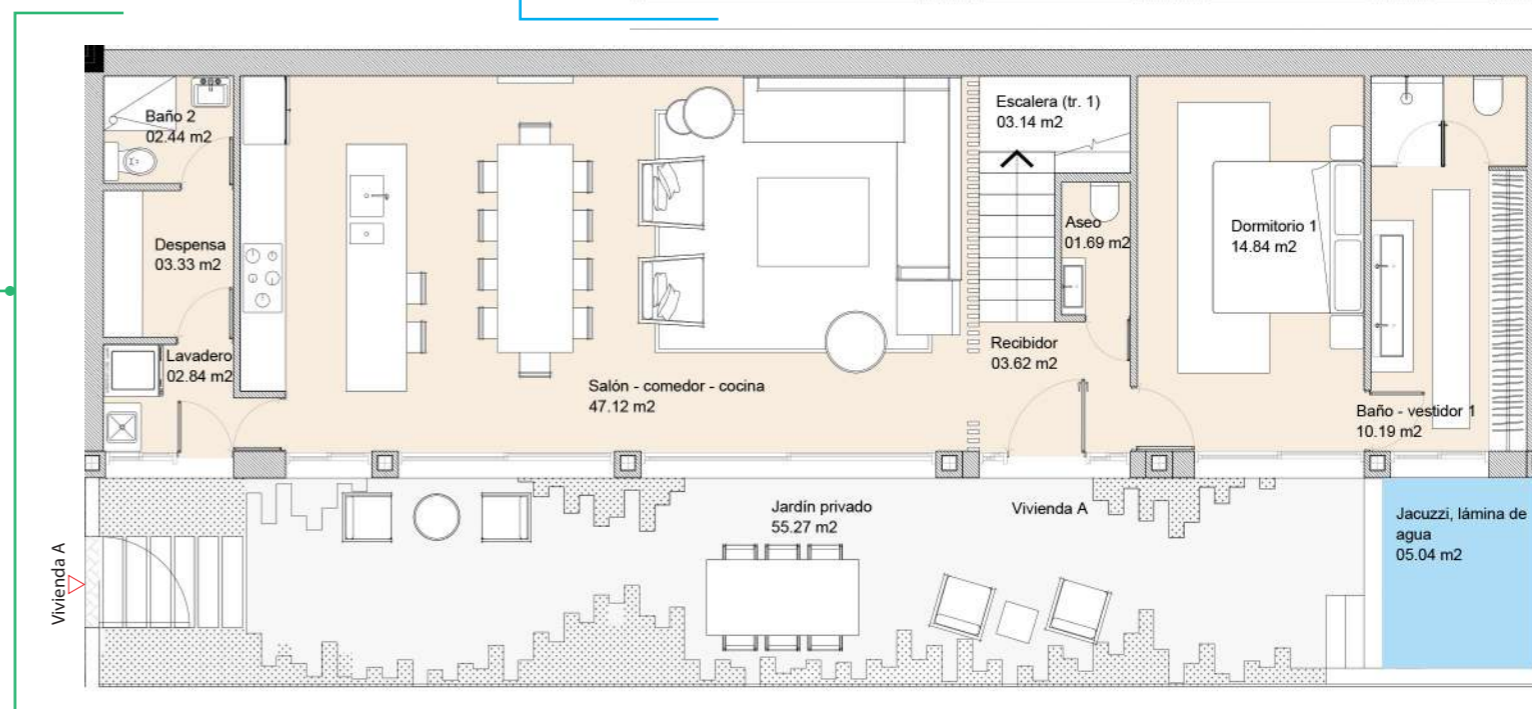 Baño 2
02.44 m2
Despensa
03.33 m2
Lavadero
02.84 m2
Salón - comedor - cocina
47.12 m2
Escalera (tr. 1)
03.14 m2
Aseo
01.69 m2
Recibidor
03.62 m2
Dormitorio 1
14.84 m2
Baño - vestidor 1
10.19 m2
Jardín privado
55.27 m2
Vivienda A
Jacuzzi, lámina de
agua
05.04 m2
Vivienda A